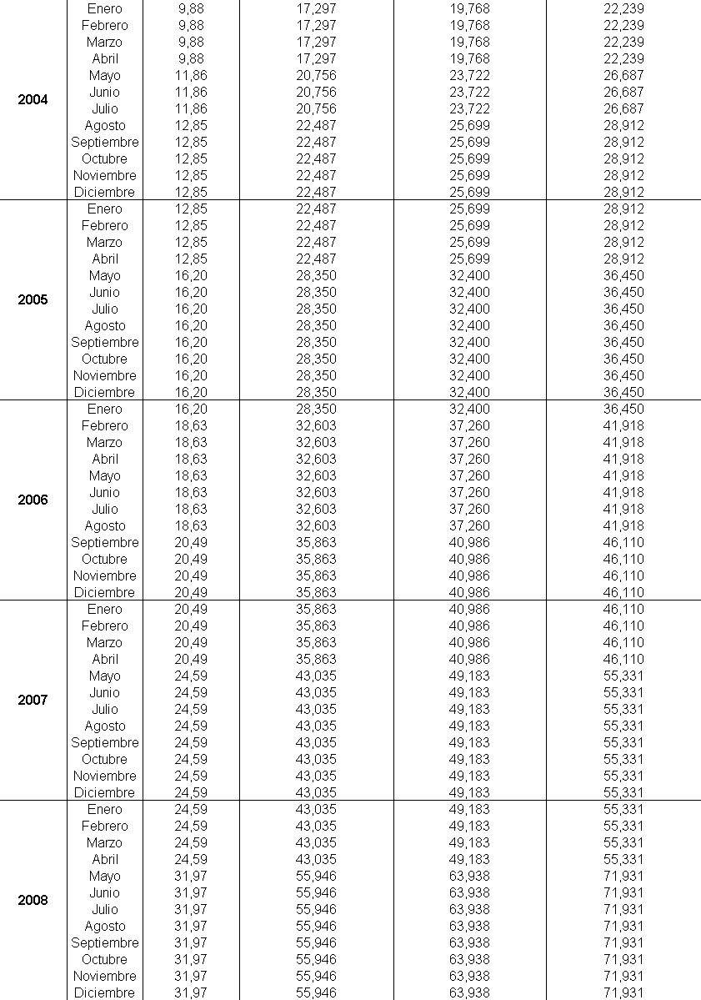 Enero 9,88 17,297 19,768 22,239
Febrero 9,88 17,297 19,768 22,239
Marzo 9,88 17,297 19,768 22,239
Abril 9,88 17,297 19,768 22,239
Mayo 11,86 20,756 23,722 26,687
2004 Junio 11,86 20,756 23,722 26,687
Julio 11,86 20,756 23,722 26,687
Agosto 12,85 22,487 25,699 28,912
Septiembre 12,85 22,487 25,699 28,912
Octubre 12,85 22,487 25,699 28,912
Noviembre 12,85 22,487 25,699 28,912
Diciembre 12,85 22,487 25,699 28,912
Enero 12,85 22,487 25,699 28,912
Febrero 12,85 22,487 25,699 28,912
Marzo 12,85 22,487 25,699 28,912
Abril 12,85 22,487 25,699 28,912
Mayo 16,20 28,350 32,400 36,450
2005 Junio 16,20 28,350 32,400 36,450
Julio 16,20 28,350 32,400 36,450
Agosto 16,20 28,350 32,400 36,450
Septiembre 16,20 28,350 32,400 36,450
Octubre 16,20 28,350 32,400 36,450
Noviembre 16,20 28,350 32,400 36,450
Diciembre 16,20 28,350 32,400 36,450
Enero 16,20 28,350 32,400 36,450
Febrero 18,63 32,603 37,260 41,918
Marzo 18,63 32,603 37,260 41,918
Abril 18,63 32,603 37,260 41,918
Mayo 18,63 32,603 37,260 41,918
2006 Junio 18,63 32,603 37,260 41,918
Julio 18,63 32,603 37,260 41,918
Agosto 18,63 32,603 37,260 41,918
Septiembre 20,49 35,863 40,986 46,110
Octubre 20,49 35,863 40,986 46,110
Noviembre 20,49 35,863 40,986 46,110
Diciembre 20,49 35,863 40,986 46,110
Enero 20,49 35,863 40,986 46,110
Febrero 20,49 35,863 40,986 46,110
Marzo 20,49 35,863 40,986 46,110
Abril 20,49 35,863 40,986 46,110
Mayo 24,59 43,035 49,183 55,331
2007 Junio 24,59 43,035 49,183 55,331
Julio 24,59 43,035 49,183 55,331
Agosto 24,59 43,035 49,183 55,331
Septiembre 24,59 43,035 49,183 55,331
Octubre 24,59 43,035 49,183 55,331
Noviembre 24,59 43,035 49,183 55,331
Diciembre 24,59 43,035 49,183 55,331
Enero 24,59 43,035 49,183 55,331
Febrero 24,59 43,035 49,183 55,331
Marzo 24,59 43,035 49,183 55,331
Abril 24,59 43,035 49,183 55,331
Mayo 31,97 55,946 63,938 71,931
2008 Junio 31,97 55,946 63,938 71,931
Julio 31,97 55,946 63,938 71,931
Agosto 31,97 55,946 63,938 71,931
Septiembre 31,97 55,946 63,938 71,931
Octubre 31,97 55,946 63,938 71,931
Noviembre 31,97 55,946 63,938 71,931
Diciembre 31,97 55,946 63,938 71,931